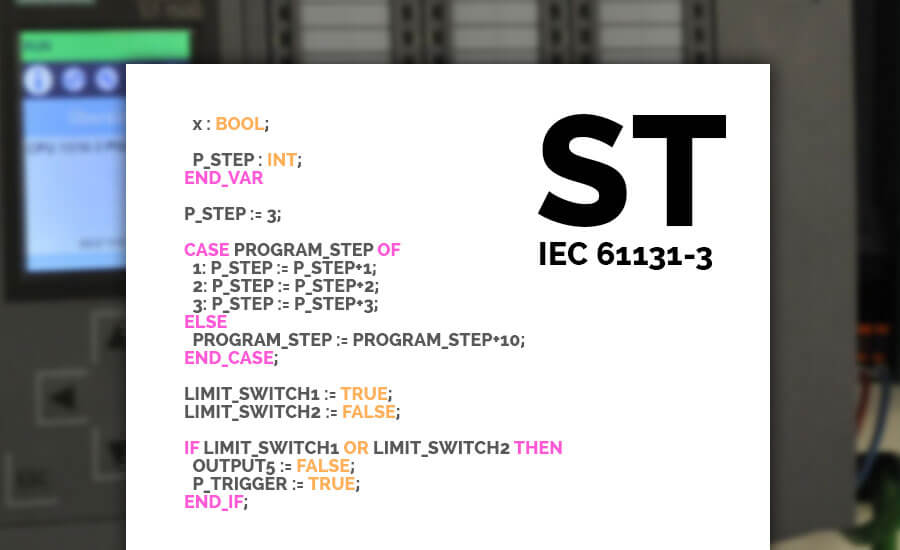 x : BOOL;
P_STEP : INT;
END_VAR
P_STEP := 3;
CASE PROGRAM_STEP OF
1: P_STEP := P_STEP+1;
2: P_STEP := P_STEP+2;
3: P_STEP := P_STEP+3;
ELSE
PROGRAM_STEP := PROGRAM_STEP+10;
END_CASE;
LIMIT_SWITCH1 := TRUE;
LIMIT_SWITCH2 := FALSE;
IF LIMIT_SWITCH1 OR LIMIT_SWITCH2 THEN
OUTPUT5 := FALSE;
P_TRIGGER := TRUE;
END_IF;
ST
IEC 61131-3